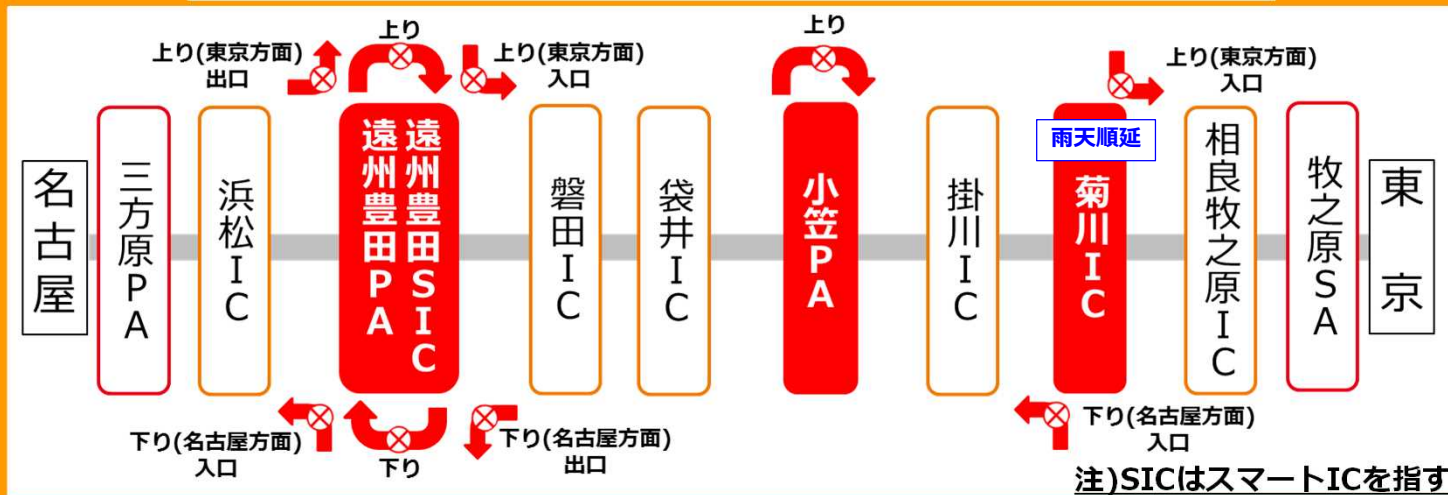 上り(東京方面)
出口
上り
上り(東京方面)
入口
上り
上り(東京方面)
入口
名古屋
三方原PA
浜松IC
遠州豊田SIC
遠州豊田PA
磐田IC
袋井IC
小笠PA
掛川IC
雨天順延
菊川IC
相良牧之原IC
牧之原SA
東京
下り(名古屋方面)
入口
下り
下り(名古屋方面)
出口
下り(名古屋方面)
入口
注)SICはスマートICを指す